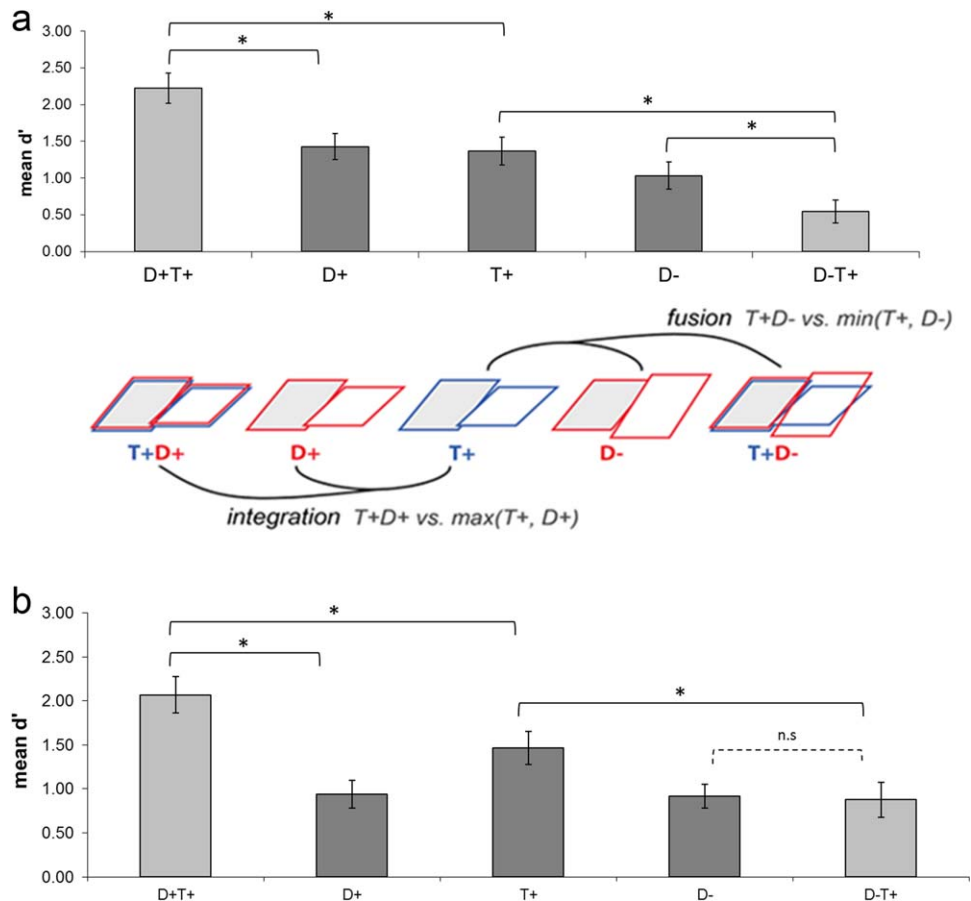 a
*
*
3.00
2.50
2.00
1.50
1.00
0.50
0.00
mean d'
*
*
D+T+ D+ T+ D- D-T+
fusion T+D- vs. min(T+, D-)
T+D+ D+ T+ D- T+D-
integration T+D+ vs. max(T+, D+)
b
3.00
2.50
2.00
1.50
1.00
0.50
0.00
mean d'
*
*
*
n.s
D+T+ D+ T+ D- D-T+